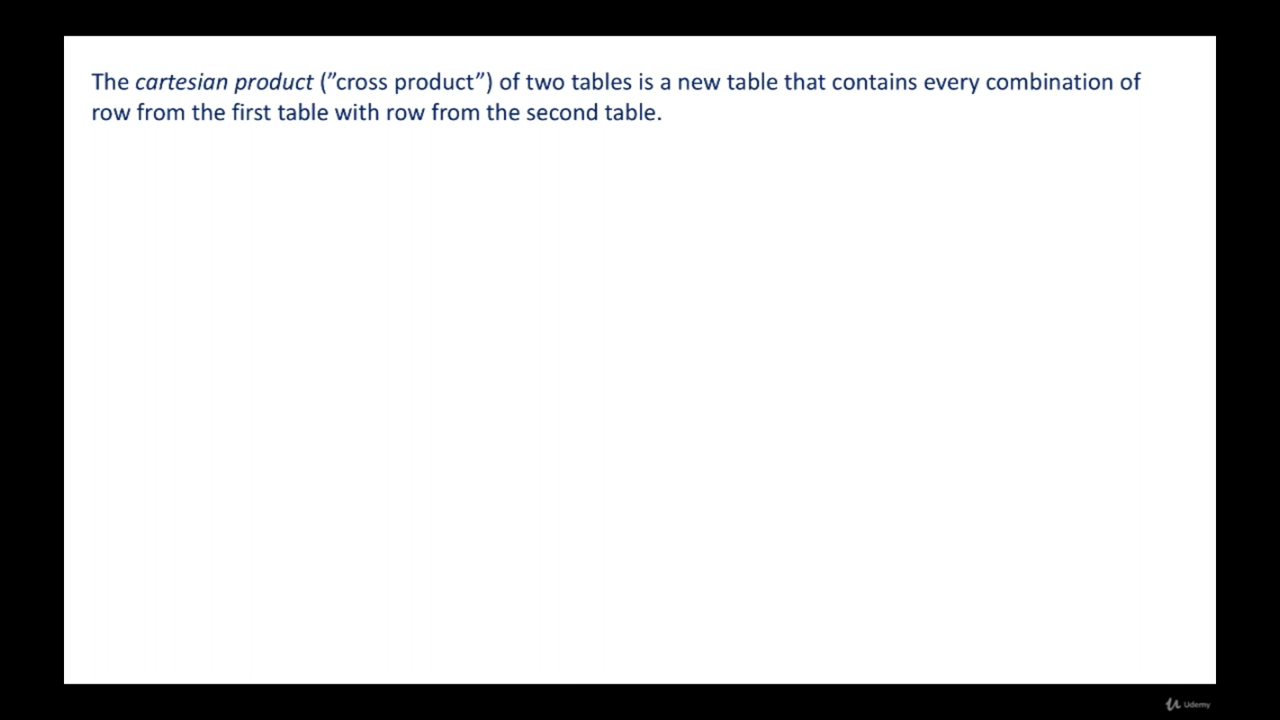 The cartesian product (”cross product”) of two tables is a new table that contains every combination of
row from the first table with row from the second table.
Udemy